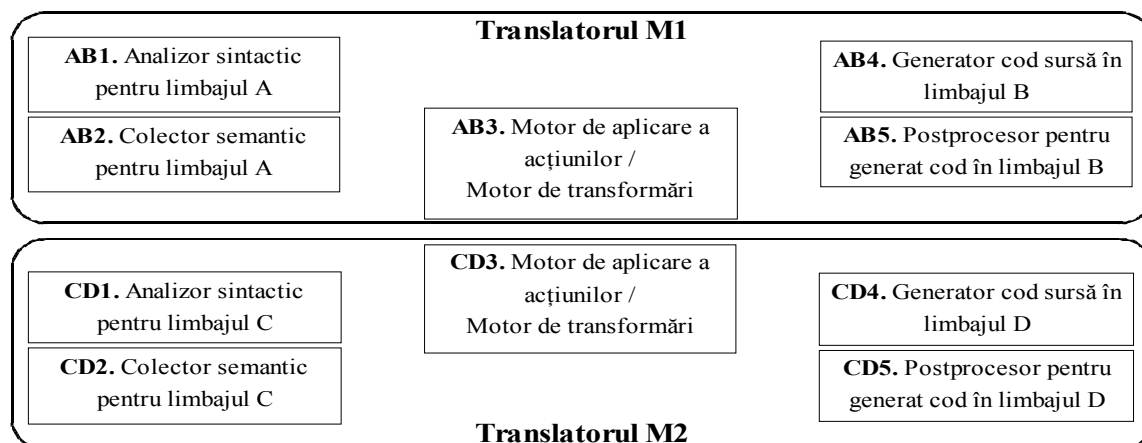 Translatorul M1
AB1. Analizor sintactic
pentru limbajul A
AB2. Colector semantic
pentru limbajul A
AB3. Motor de aplicare a
acțiunilor /
Motor de transformări
AB4. Generator cod sursă în
limbajul B
AB5. Postprocesor pentru
generat cod în limbajul B
CD1. Analizor sintactic
pentru limbajul C
CD2. Colector semantic
pentru limbajul C
CD3. Motor de aplicare a
acțiunilor /
Motor de transformări
CD4. Generator cod sursă în
limbajul D
CD5. Postprocesor pentru
generat cod în limbajul D
Translatorul M2